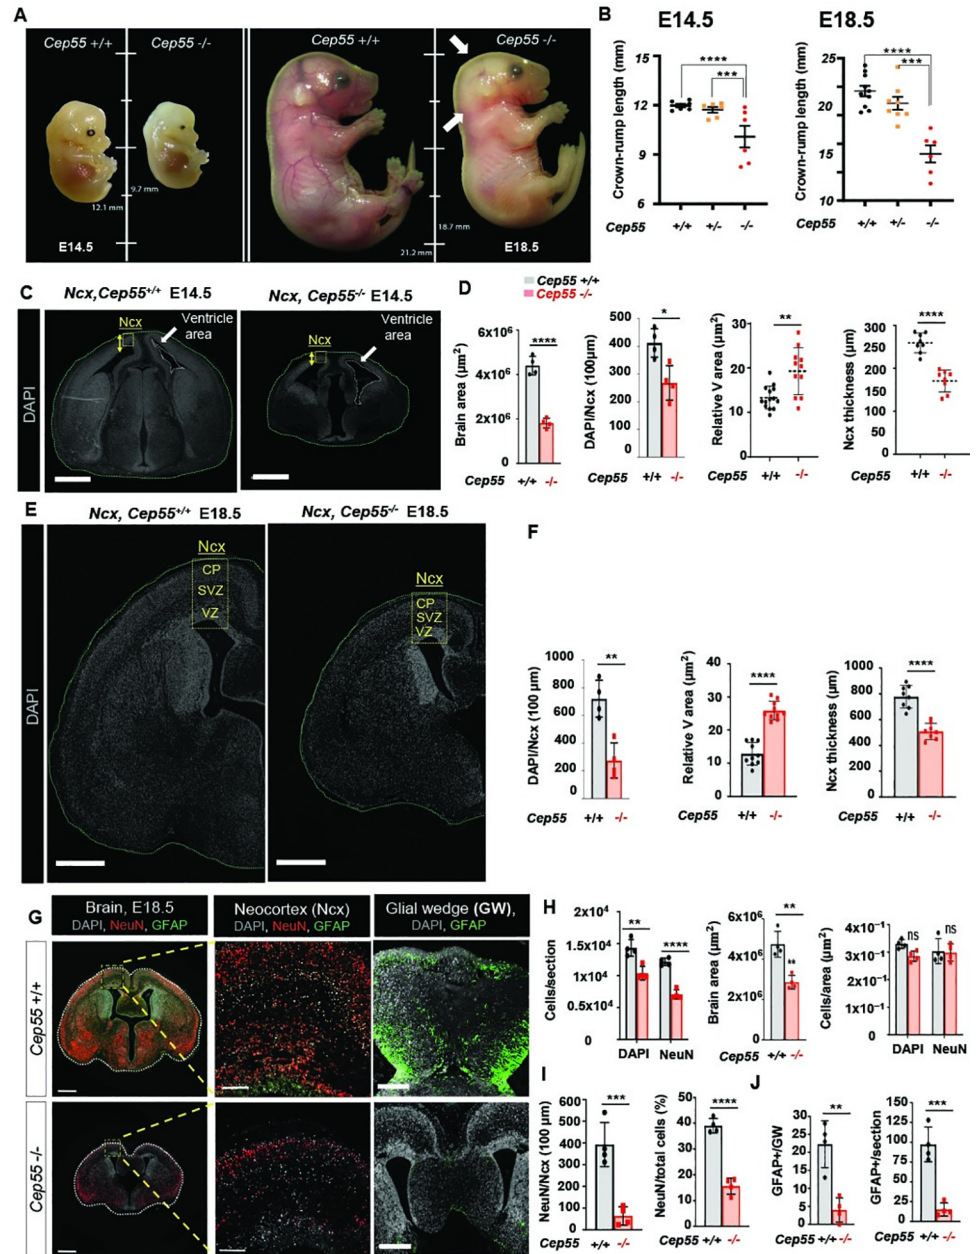 A
Cep55 +/+
Cep55 -/-
Cep55 +/+
Cep55 -/-
9.7 mm
12.1 mm
18.7 mm
21.2 mm
E14.5
E18.5
B
E14.5
E18.5
Crown-rump length (mm)
15
12
9
6
****
***
Cep55
+/+
+/-
-/-
Crown-rump length (mm)
25
20
15
10
****
***
Cep55
+/+
+/-
-/-
C
Ncx,Cep55+/+ E14.5
Ncx, Cep55-/- E14.5
DAPI
Ncx
Ventricle
area
Ncx
Ventricle
area
D
Cep55 +/+
Cep55 -/-
Brain area (µm²)
6x10⁶
4x10⁶
2x10⁶
0
****
Cep55 +/+ -/-
DAPI/Ncx (100µm)
500
400
300
200
100
0
*
Cep55 +/+ -/-
Relative V area (µm²)
30
20
10
0
**
Cep55 +/+ -/-
Ncx thickness (µm)
300
250
200
150
100
50
0
****
Cep55 +/+ -/-
E
Ncx, Cep55+/+ E18.5
Ncx, Cep55-/- E18.5
DAPI
Ncx
CP
SVZ
VZ
Ncx
CP
SVZ
VZ
F
DAPI/Ncx (100 µm)
1000
800
600
400
200
0
**
Cep55 +/+ -/-
Relative V area (µm²)
40
30
20
10
0
****
Cep55 +/+ -/-
Ncx thickness (µm)
1000
800
600
400
200
0
****
Cep55 +/+ -/-
G
Brain, E18.5
DAPI, NeuN, GFAP
Neocortex (Ncx)
DAPI, NeuN, GFAP
Glial wedge (GW),
DAPI, GFAP
Cep55 +/+
Cep55 -/-
H
Cells/section
2x10⁴
1.5x10⁴
1x10⁴
5x10⁴
0
**
****
DAPI NeuN
Brain area (µm²)
6x10⁶
4x10⁶
2x10⁶
0
**
**
Cep55 +/+ -/-
Cells/area (µm²)
4x10⁻¹
3x10⁻¹
3x10⁻¹
1x10⁻¹
0
ns
ns
DAPI NeuN
I
NeuN/Ncx (100 µm)
600
500
400
300
200
100
0
***
+/+ -/-
NeuN/total cells (%)
50
40
30
20
10
0
****
+/+ -/-
J
GFAP+/GW
35
30
25
20
15
10
5
0
**
Cep55 +/+ -/-
GFAP+/section
150
125
100
75
50
25
0
***
+/+ -/-